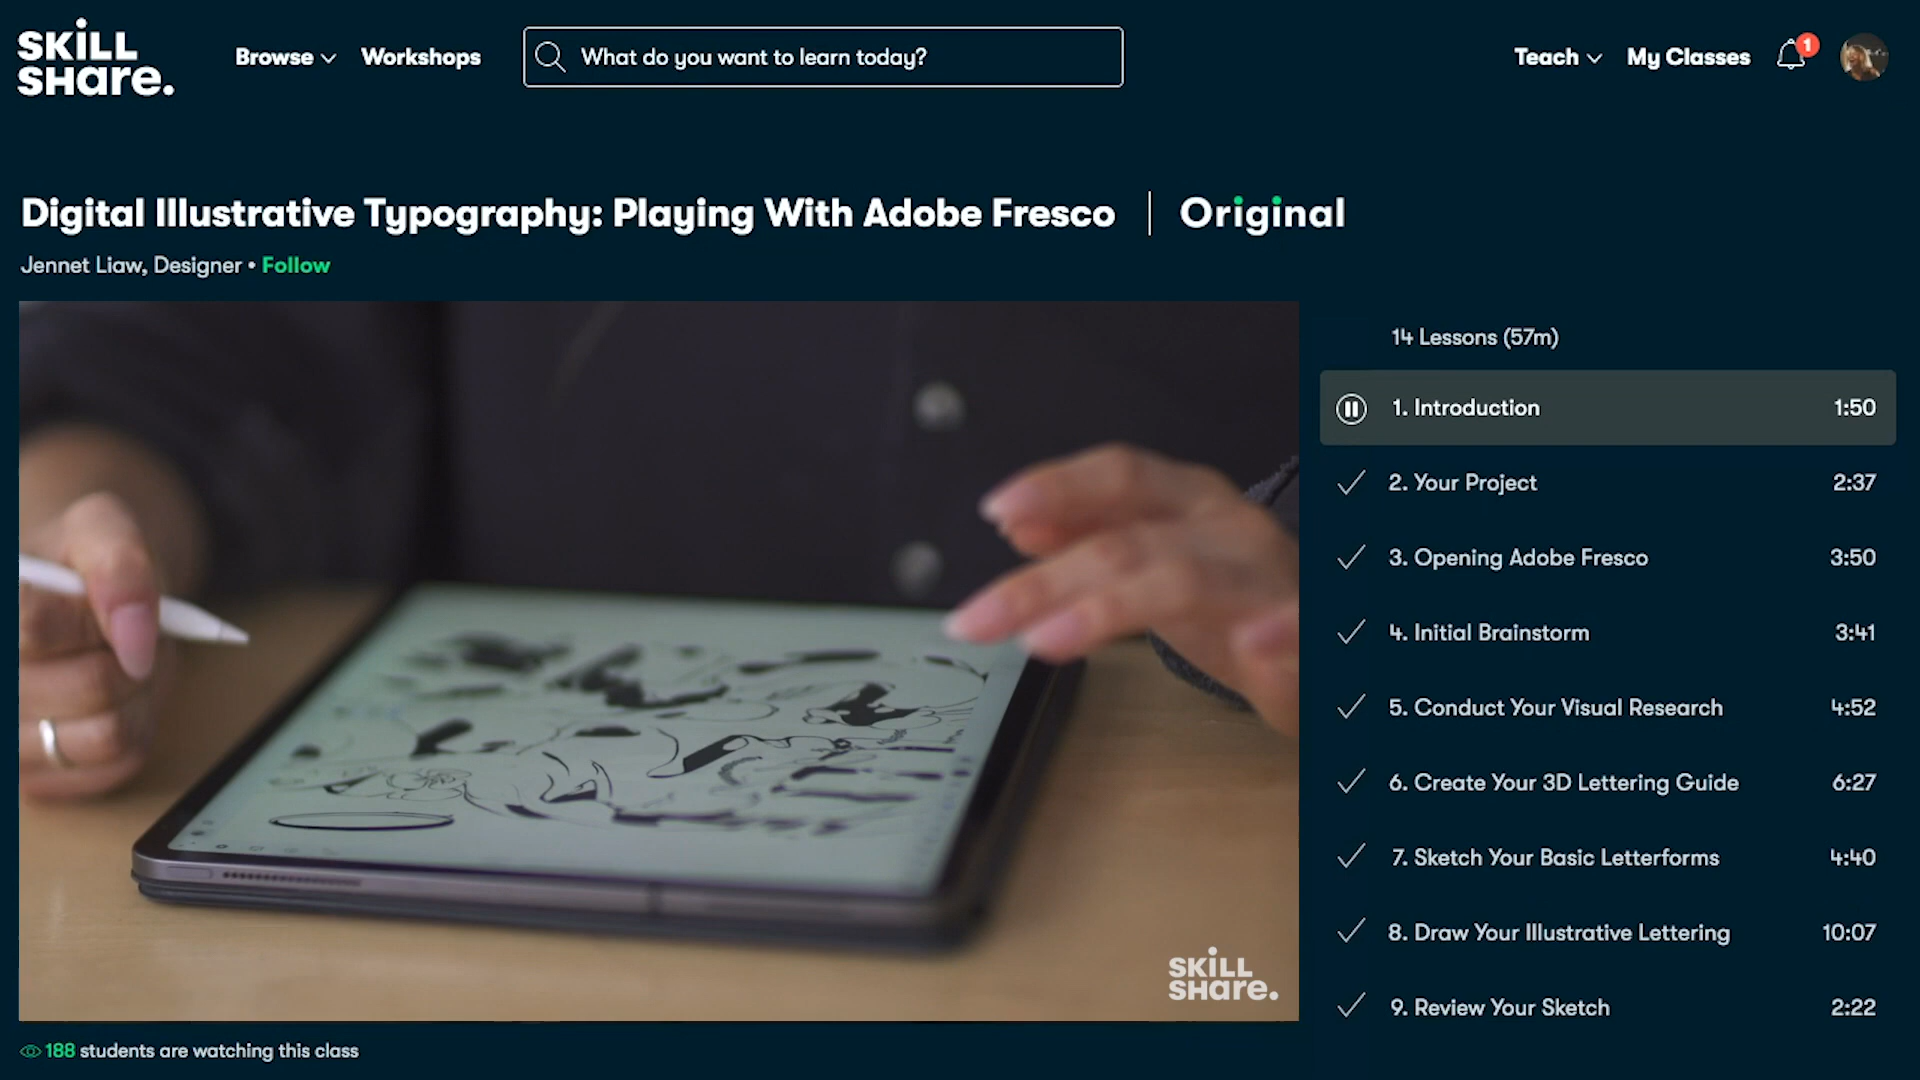 SKILL
SHare.
Browse
Workshops
What do you want to learn today?
Teach
My Classes
1
Digital Illustrative Typography: Playing With Adobe Fresco | Original
Jennet Liaw, Designer • Follow
14 Lessons (57m)
1. Introduction 1:50
2. Your Project 2:37
3. Opening Adobe Fresco 3:50
4. Initial Brainstorm 3:41
5. Conduct Your Visual Research 4:52
6. Create Your 3D Lettering Guide 6:27
7. Sketch Your Basic Letterforms 4:40
8. Draw Your Illustrative Lettering 10:07
9. Review Your Sketch 2:22
SKILL
SHare.
188 students are watching this class